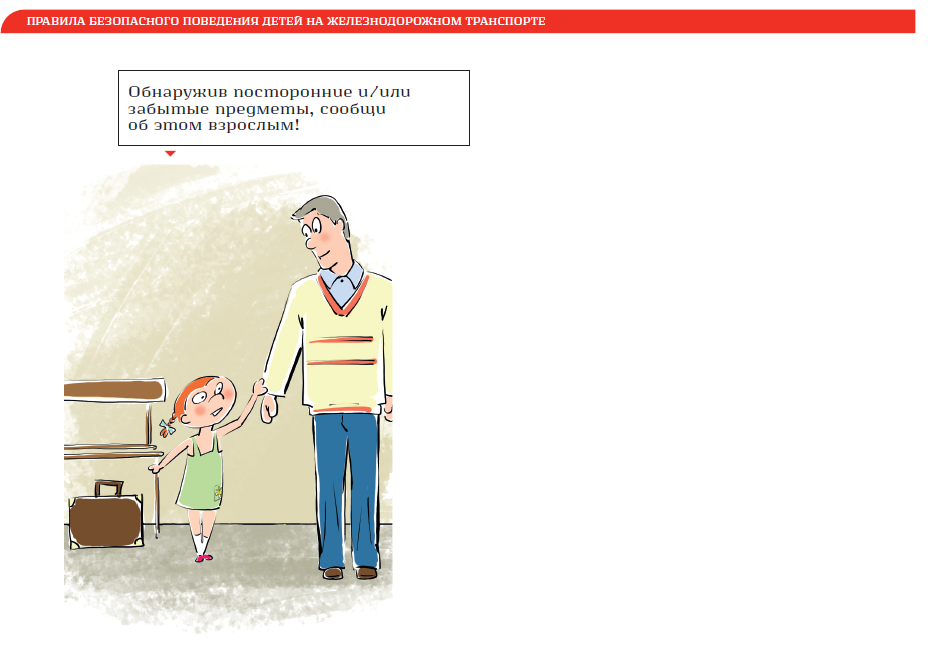 ПРАВИЛА БЕЗОПАСНОГО ПОВЕДЕНИЯ ДЕТЕЙ НА ЖЕЛЕЗНОДОРОЖНОМ ТРАНСПОРТЕ
Обнаружив посторонние и/или
забытые предметы, сообщи
об этом взрослым!